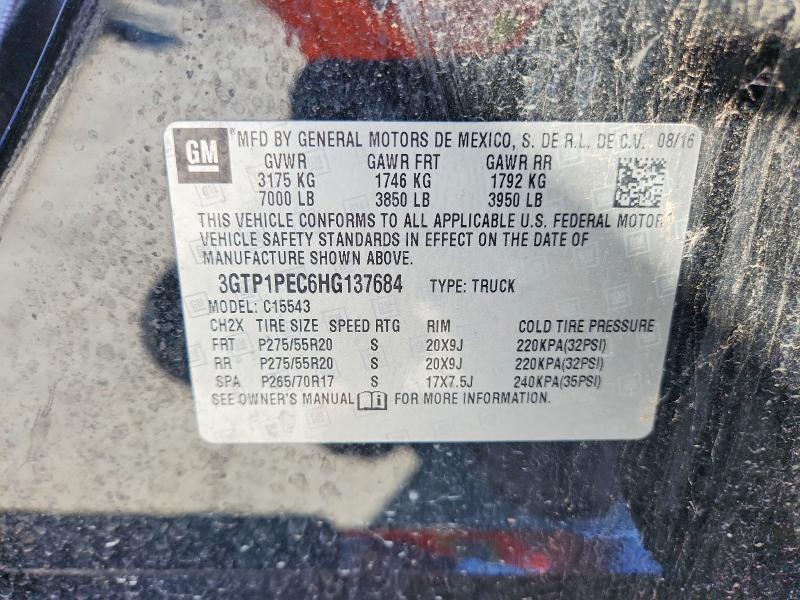 GM ® MFD BY GENERAL MOTORS DE MEXICO, S. DE R.L. DE C.V. 08/16
GVWR GAWR FRT GAWR RR
3175 KG 1746 KG 1792 KG
7000 LB 3850 LB 3950 LB
THIS VEHICLE CONFORMS TO ALL APPLICABLE U.S. FEDERAL MOTOR
VEHICLE SAFETY STANDARDS IN EFFECT ON THE DATE OF
MANUFACTURE SHOWN ABOVE.
3GTP1PEC6HG137684 TYPE: TRUCK
MODEL: C15543
CH2X TIRE SIZE SPEED RTG RIM COLD TIRE PRESSURE
FRT P275/55R20 S 20X9J 220KPA(32PSI)
RR P275/55R20 S 20X9J 220KPA(32PSI)
SPA P265/70R17 S 17X7.5J 240KPA(35PSI)
SEE OWNER'S MANUAL FOR MORE INFORMATION.